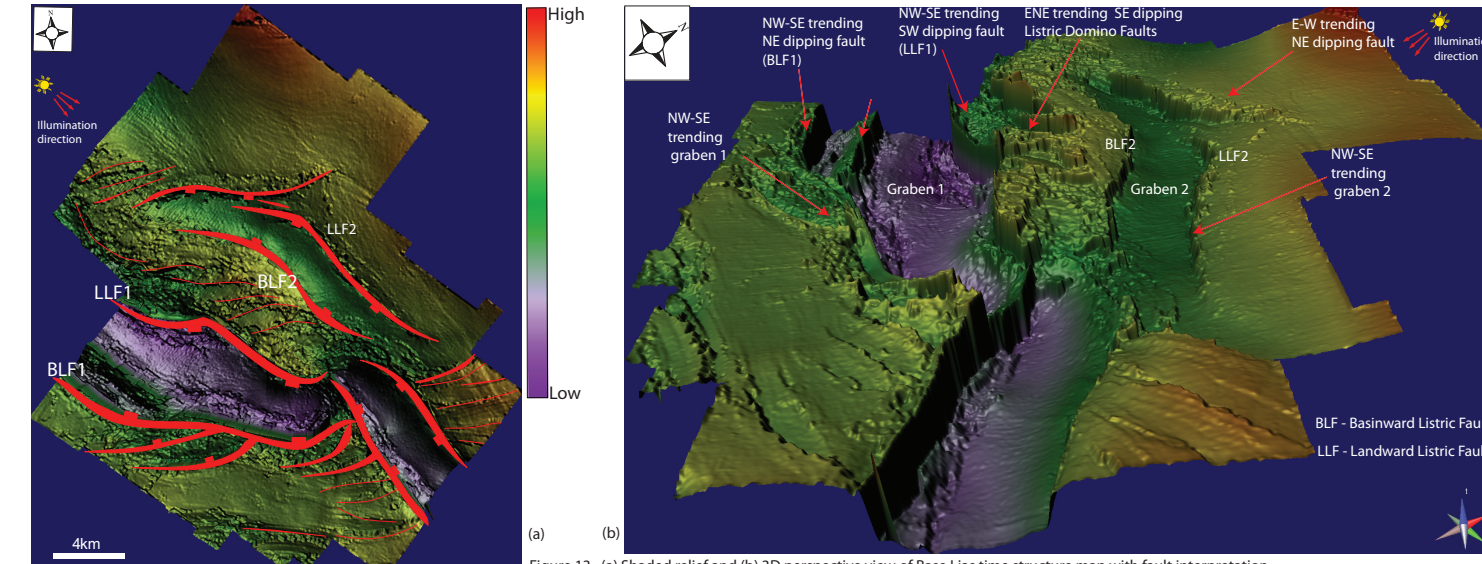 High
Low
Illumination
direction
LLF2
BLF2
LLF1
BLF1
4km
(a)
(b)
NW-SE trending
NE dipping fault
(BLF1)
NW-SE trending
SW dipping fault
(LLF1)
ENE trending SE dipping
Listric Domino Faults
E-W trending
NE dipping fault
Illumination
direction
NW-SE
trending
graben 1
Graben 1
BLF2
LLF2
Graben 2
NW-SE
trending
graben 2
BLF - Basinward Listric Fau
LLF - Landward Listric Faul